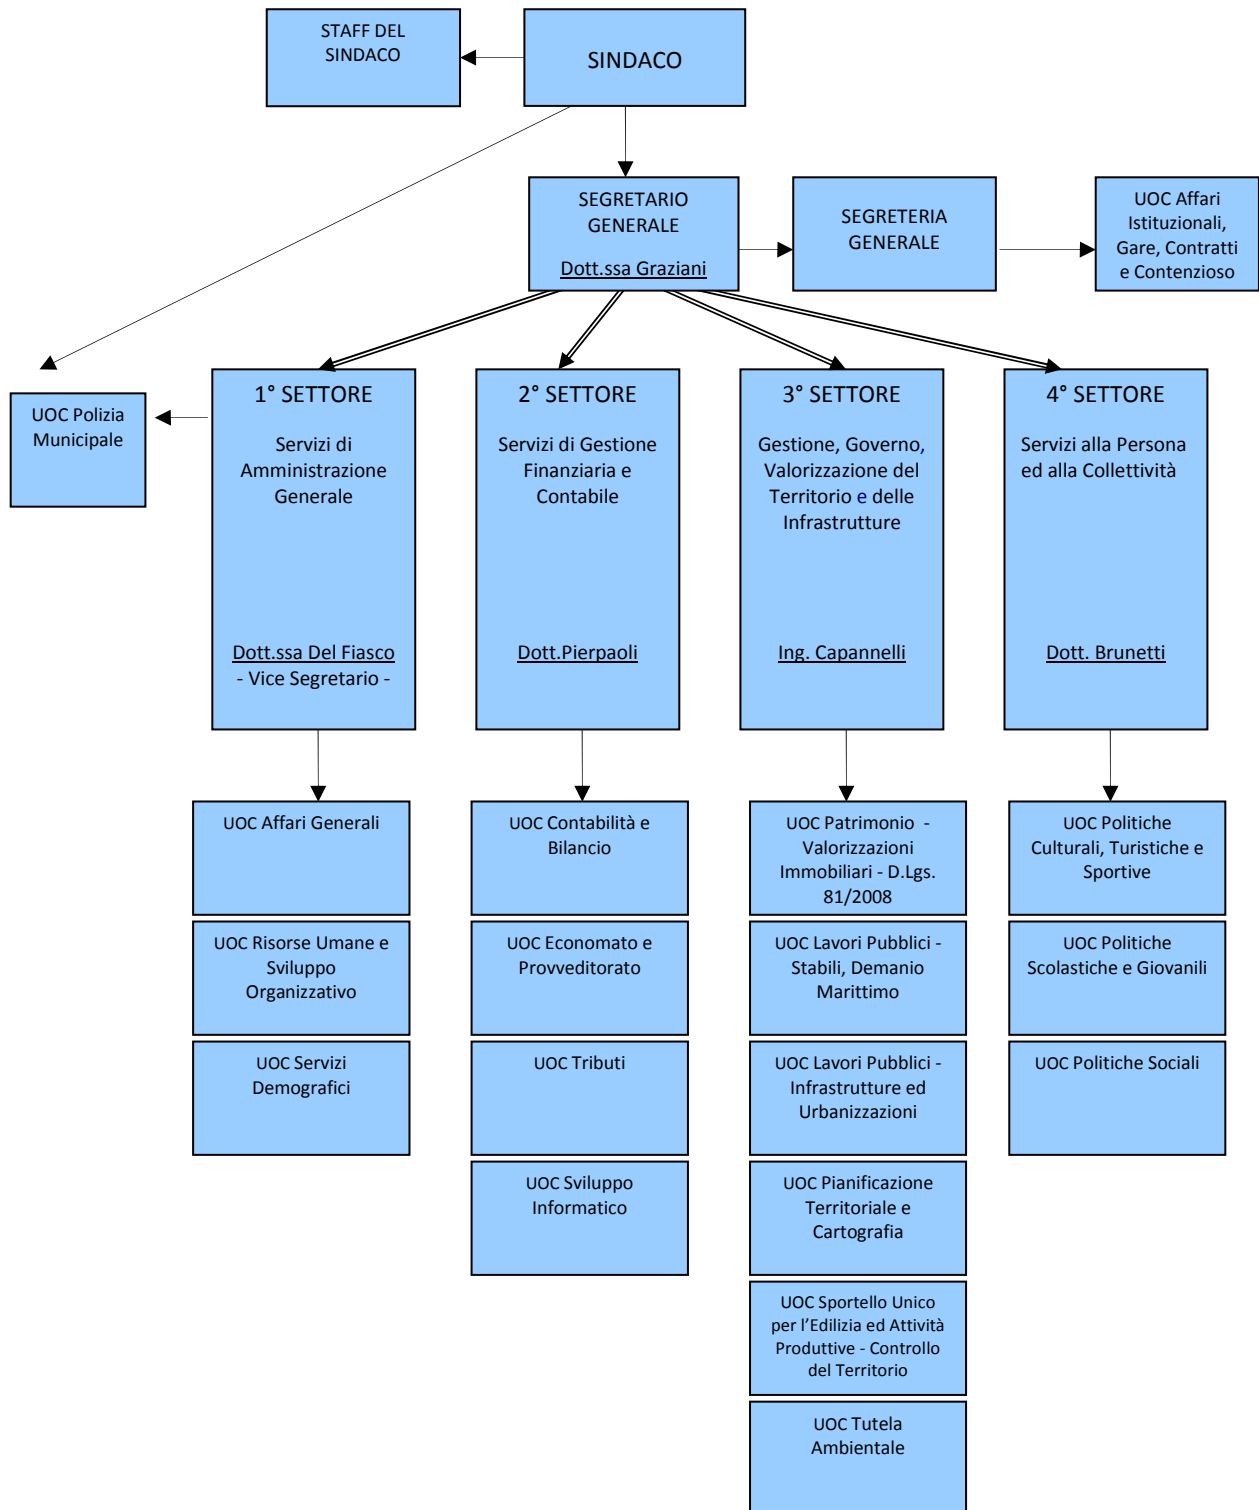 STAFF DEL
SINDACO
SINDACO
SEGRETARIO
GENERALE
Dott.ssa Graziani
SEGRETERIA
GENERALE
UOC Affari
Istituzionali,
Gare, Contratti
e Contenzioso
UOC Polizia
Municipale
1° SETTORE
Servizi di
Amministrazione
Generale
Dott.ssa Del Fiasco
- Vice Segretario -
2° SETTORE
Servizi di Gestione
Finanziaria e
Contabile
Dott.Pierpaoli
3° SETTORE
Gestione, Governo,
Valorizzazione del
Territorio e delle
Infrastrutture
Ing. Capannelli
4° SETTORE
Servizi alla Persona
ed alla Collettività
Dott. Brunetti
UOC Affari Generali
UOC Risorse Umane e
Sviluppo
Organizzativo
UOC Servizi
Demografici
UOC Contabilità e
Bilancio
UOC Economato e
Provveditorato
UOC Tributi
UOC Sviluppo
Informatico
UOC Patrimonio -
Valorizzazioni
Immobiliari - D.Lgs.
81/2008
UOC Lavori Pubblici -
Stabili, Demanio
Marittimo
UOC Lavori Pubblici -
Infrastrutture ed
Urbanizzazioni
UOC Pianificazione
Territoriale e
Cartografia
UOC Sportello Unico
per l’Edilizia ed Attività
Produttive - Controllo
del Territorio
UOC Tutela
Ambientale
UOC Politiche
Culturali, Turistiche e
Sportive
UOC Politiche
Scolastiche e Giovanili
UOC Politiche Sociali